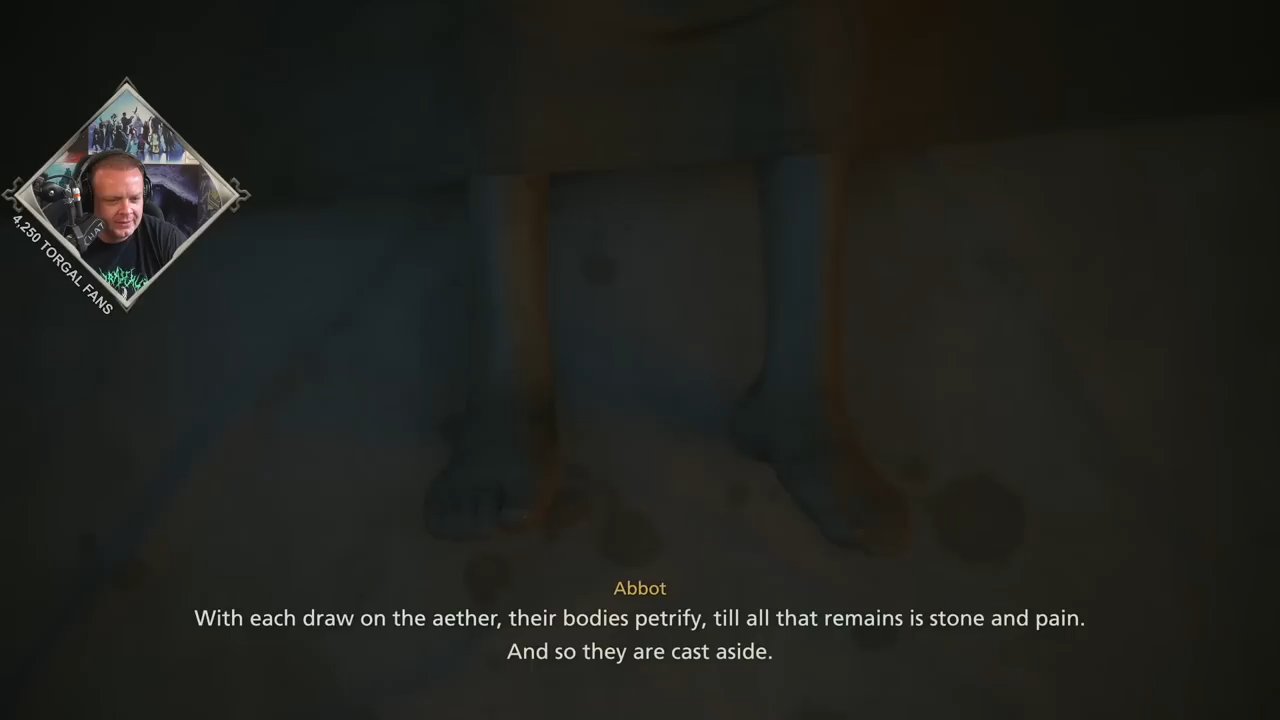 4,250 TORGAL FANS
CHAT
Abbot
With each draw on the aether, their bodies petrify, till all that remains is stone and pain.
And so they are cast aside.